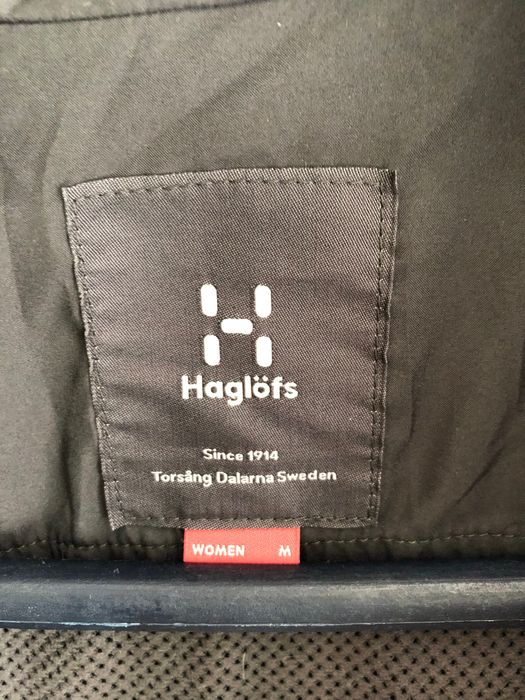 Haglöfs
Since 1914
Torsång Dalarna Sweden
WOMEN M